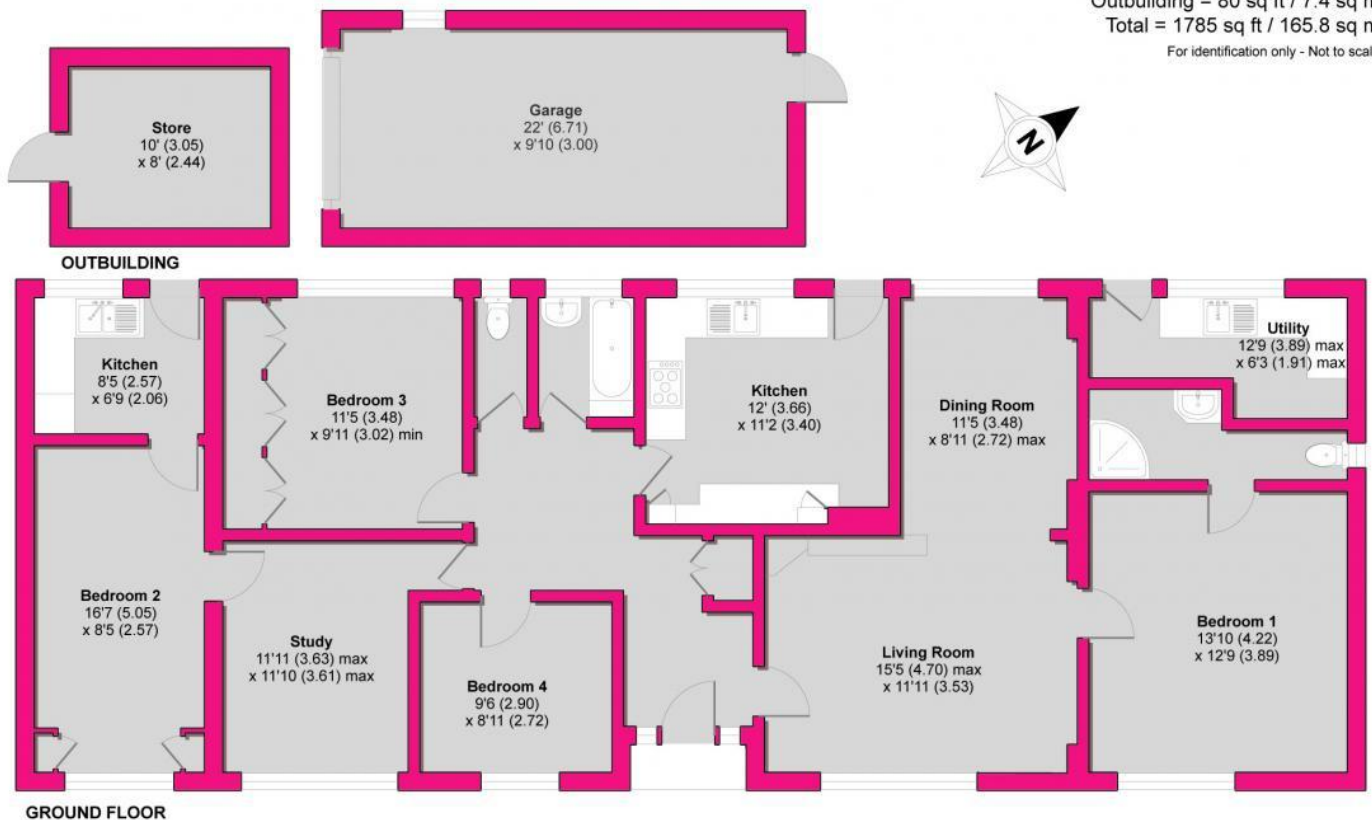 Outbuilding = 80 sq ft / 7.4 sq m
Total = 1785 sq ft / 165.8 sq m
For identification only - Not to scale
Store
10' (3.05)
x 8' (2.44)
Garage
22' (6.71)
x 9'10 (3.00)
N
OUTBUILDING
Kitchen
8'5 (2.57)
x 6'9 (2.06)
Bedroom 3
11'5 (3.48)
x 9'11 (3.02) min
Kitchen
12' (3.66)
x 11'2 (3.40)
Dining Room
11'5 (3.48)
x 8'11 (2.72) max
Utility
12'9 (3.89) max
x 6'3 (1.91) max
Bedroom 2
16'7 (5.05)
x 8'5 (2.57)
Study
11'11 (3.63) max
x 11'10 (3.61) max
Bedroom 4
9'6 (2.90)
x 8'11 (2.72)
Living Room
15'5 (4.70) max
x 11'11 (3.53)
Bedroom 1
13'10 (4.22)
x 12'9 (3.89)
GROUND FLOOR